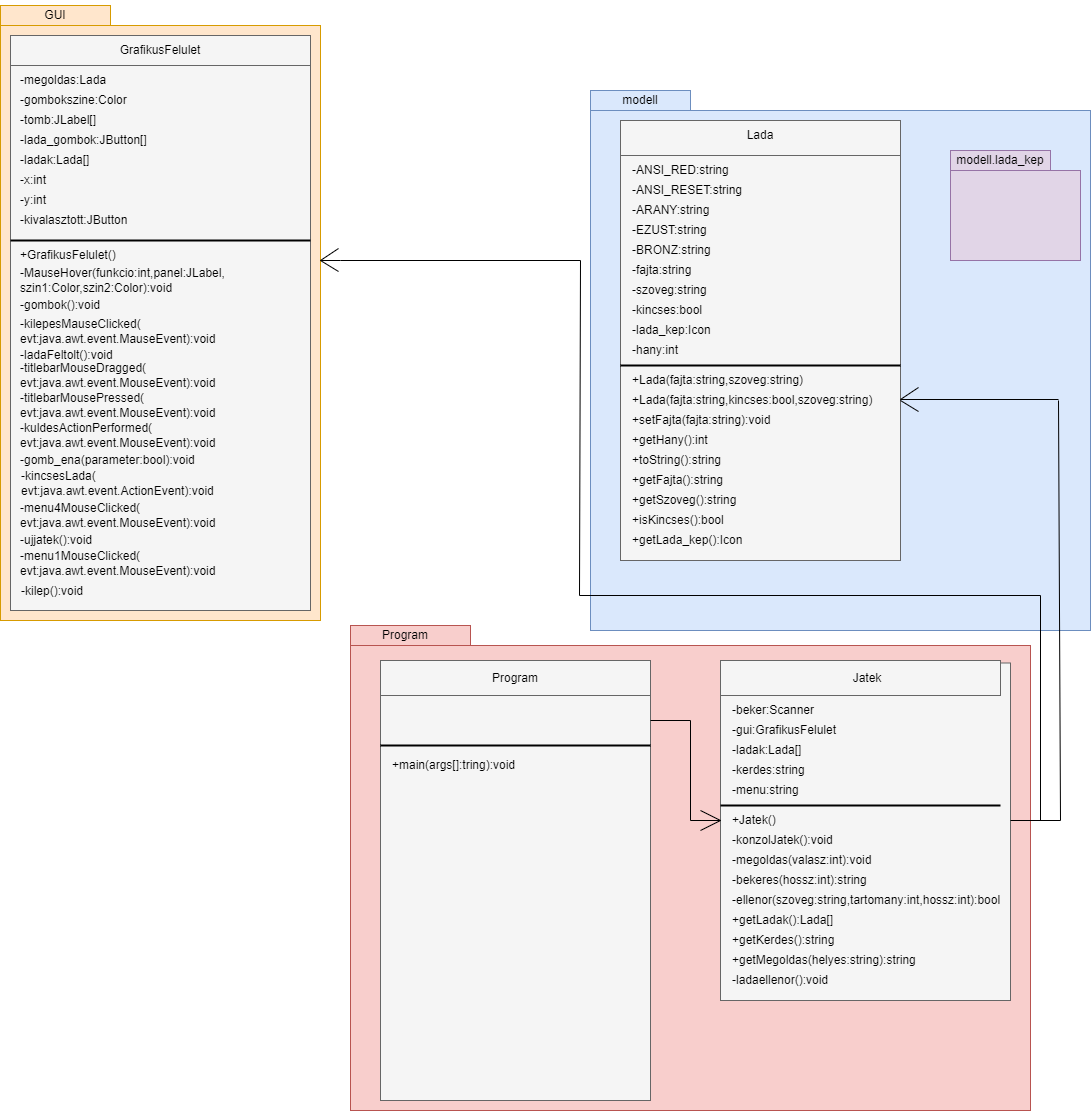 GUI
GrafikusFelulet
-megoldas:Lada
-gombokszine:Color
-tomb:JLabel[]
-lada_gombok:JButton[]
-ladak:Lada[]
-x:int
-y:int
-kivalasztott:JButton
+GrafikusFelulet()
-MauseHover(funkcio:int,panel:JLabel,
szin1:Color,szin2:Color):void
-gombok():void
-kilepesMauseClicked(
evt:java.awt.event.MauseEvent):void
-ladaFeltolt():void
-titlebarMouseDragged(
evt:java.awt.event.MouseEvent):void
-titlebarMousePressed(
evt:java.awt.event.MouseEvent):void
-kuldesActionPerformed(
evt:java.awt.event.MouseEvent):void
-gomb_ena(parameter:bool):void
-kincsesLada(
evt:java.awt.event.ActionEvent):void
-menu4MouseClicked(
evt:java.awt.event.MouseEvent):void
-ujjatek():void
-menu1MouseClicked(
evt:java.awt.event.MouseEvent):void
-kilep():void
modell
Lada
-ANSI_RED:string
-ANSI_RESET:string
-ARANY:string
-EZUST:string
-BRONZ:string
-fajta:string
-szoveg:string
-kincses:bool
-lada_kep:Icon
-hany:int
+Lada(fajta:string,szoveg:string)
+Lada(fajta:string,kincses:bool,szoveg:string)
+setFajta(fajta:string):void
+getHany():int
+toString():string
+getFajta():string
+getSzoveg():string
+isKincses():bool
+getLada_kep():Icon
modell.lada_kep
Program
Program
+main(args[]:tring):void
Jatek
-beker:Scanner
-gui:GrafikusFelulet
-ladak:Lada[]
-kerdes:string
-menu:string
+Jatek()
-konzolJatek():void
-megoldas(valasz:int):void
-bekeres(hossz:int):string
-ellenor(szoveg:string,tartomany:int,hossz:int):bool
+getLadak():Lada[]
+getKerdes():string
+getMegoldas(helyes:string):string
-ladaellenor():void